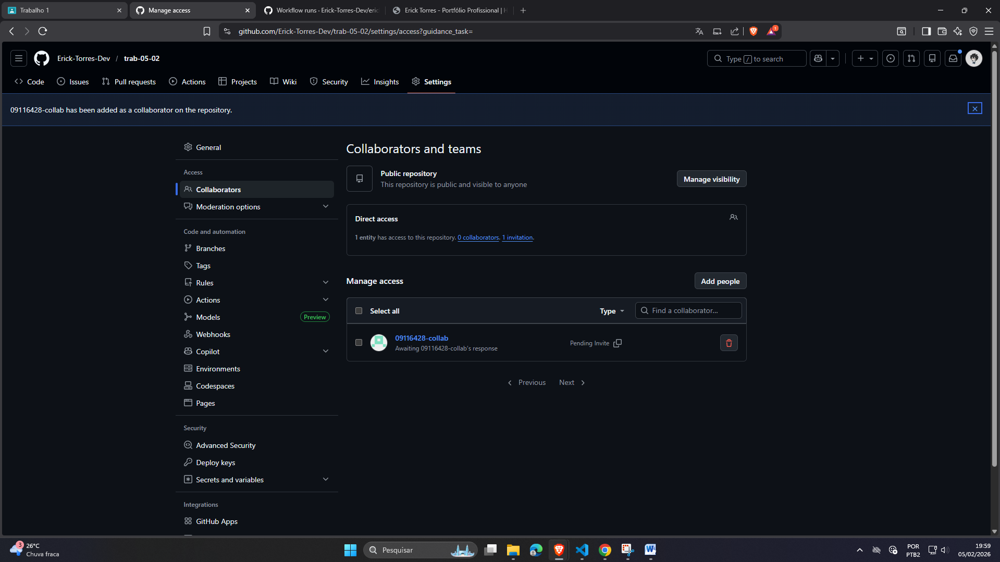 Trabalho 1
Manage access
Workflow runs · Erick-Torres-Dev/eric
Erick Torres - Portfólio Profissional | H
github.com/Erick-Torres-Dev/trab-05-02/settings/access?guidance_task=
1
Erick-Torres-Dev / trab-05-02
Type / to search
Code
Issues
Pull requests
Actions
Projects
Wiki
Security
Insights
Settings
09116428-collab has been added as a collaborator on the repository.
General
Access
Collaborators
Moderation options
Code and automation
Branches
Tags
Rules
Actions
Models
Preview
Webhooks
Copilot
Environments
Codespaces
Pages
Security
Advanced Security
Deploy keys
Secrets and variables
Integrations
GitHub Apps
Collaborators and teams
Public repository
This repository is public and visible to anyone
Manage visibility
Direct access
1 entity has access to this repository. 0 collaborators. 1 invitation.
Manage access
Add people
Select all
Type
Find a collaborator...
09116428-collab
Awaiting 09116428-collab's response
Pending Invite
Previous
Next
3
26°C
Chuva fraca
Pesquisar
POR
PTB2
19:59
05/02/2026